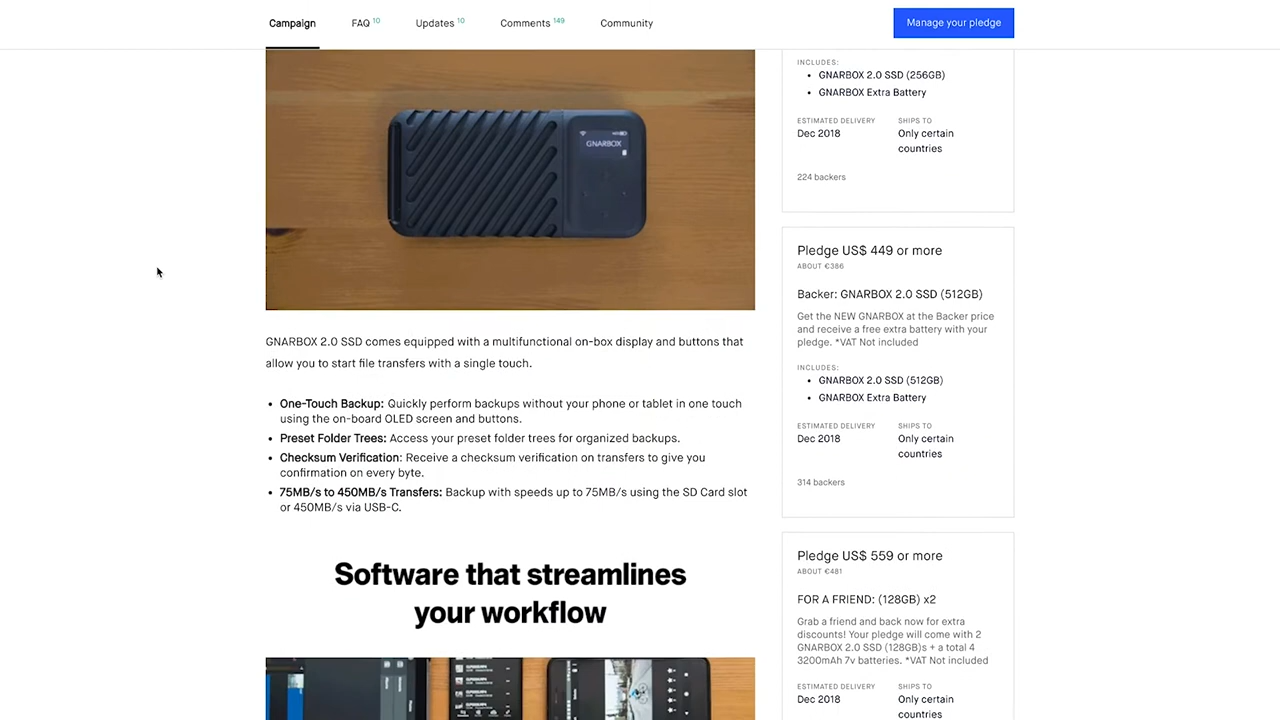 Campaign
FAQ 10
Updates 10
Comments 149
Community
Manage your pledge
GNARBOX
GNARBOX 2.0 SSD comes equipped with a multifunctional on-box display and buttons that
allow you to start file transfers with a single touch.
• One-Touch Backup: Quickly perform backups without your phone or tablet in one touch
using the on-board OLED screen and buttons.
• Preset Folder Trees: Access your preset folder trees for organized backups.
• Checksum Verification: Receive a checksum verification on transfers to give you
confirmation on every byte.
• 75MB/s to 450MB/s Transfers: Backup with speeds up to 75MB/s using the SD Card slot
or 450MB/s via USB-C.
Software that streamlines
your workflow
INCLUDES:
• GNARBOX 2.0 SSD (256GB)
• GNARBOX Extra Battery
ESTIMATED DELIVERY SHIPS TO
Dec 2018 Only certain
countries
224 backers
Pledge US$ 449 or more
ABOUT €386
Backer: GNARBOX 2.0 SSD (512GB)
Get the NEW GNARBOX at the Backer price
and receive a free extra battery with your
pledge. *VAT Not included
INCLUDES:
• GNARBOX 2.0 SSD (512GB)
• GNARBOX Extra Battery
ESTIMATED DELIVERY SHIPS TO
Dec 2018 Only certain
countries
314 backers
Pledge US$ 559 or more
ABOUT €481
FOR A FRIEND: (128GB) x2
Grab a friend and back now for extra
discounts! Your pledge will come with 2
GNARBOX 2.0 SSD (128GB)s + a total 4
3200mAh 7v batteries. *VAT Not included
ESTIMATED DELIVERY SHIPS TO
Dec 2018 Only certain
countries